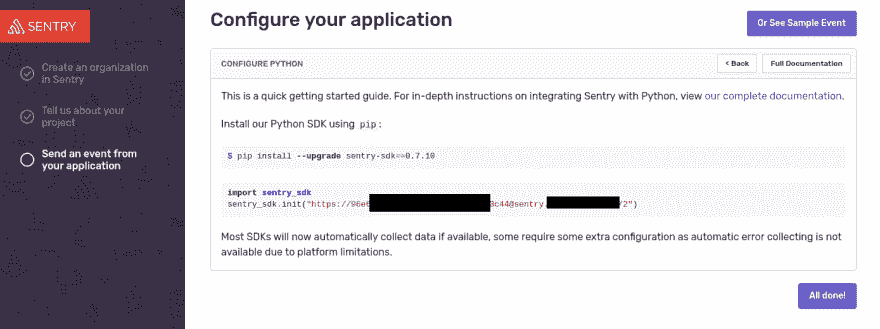 SENTRY
Create an organization
in Sentry
Tell us about your
project
Send an event from
your application
Configure your application
Or See Sample Event
CONFIGURE PYTHON
< Back
Full Documentation
This is a quick getting started guide. For in-depth instructions on integrating Sentry with Python, view our complete documentation.
Install our Python SDK using pip :
$ pip install --upgrade sentry-sdk==0.7.10
import sentry_sdk
sentry_sdk.init("https://96e6 3c44@sentry. /2")
Most SDKs will now automatically collect data if available, some require some extra configuration as automatic error collecting is not
available due to platform limitations.
All done!